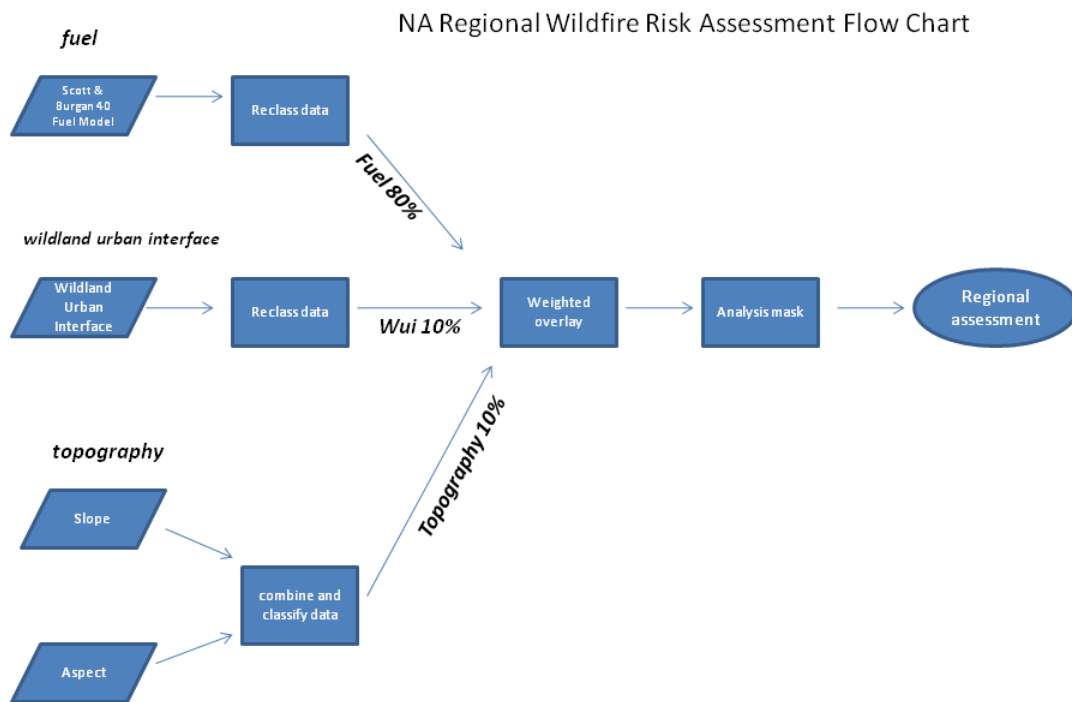 NA Regional Wildfire Risk Assessment Flow Chart
fuel
Scott &
Burgan 40
Fuel Model
Reclass data
Fuel 80%
wildland urban interface
Wildland
Urban
Interface
Reclass data
Wui 10%
Weighted
overlay
Analysis mask
Regional
assessment
topography
Slope
Topography 10%
combine and
classify data
Aspect